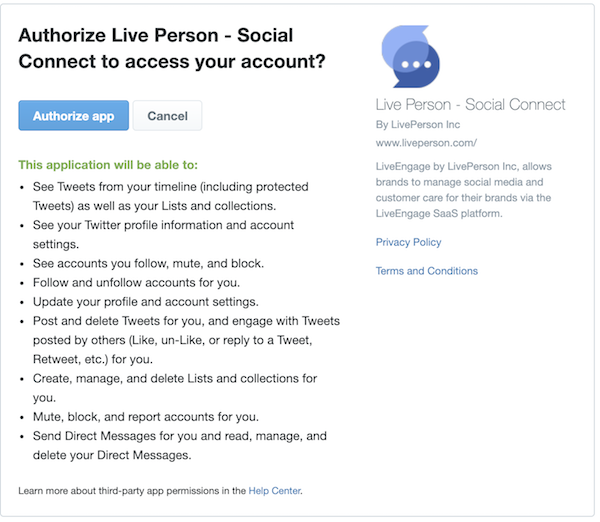 Authorize Live Person - Social
Connect to access your account?
Authorize app
Cancel
This application will be able to:
• See Tweets from your timeline (including protected
Tweets) as well as your Lists and collections.
• See your Twitter profile information and account
settings.
• See accounts you follow, mute, and block.
• Follow and unfollow accounts for you.
• Update your profile and account settings.
• Post and delete Tweets for you, and engage with Tweets
posted by others (Like, un-Like, or reply to a Tweet,
Retweet, etc.) for you.
• Create, manage, and delete Lists and collections for
you.
• Mute, block, and report accounts for you.
• Send Direct Messages for you and read, manage, and
delete your Direct Messages.
Learn more about third-party app permissions in the Help Center.
Live Person - Social Connect
By LivePerson Inc
www.liveperson.com/
LiveEngage by LivePerson Inc, allows
brands to manage social media and
customer care for their brands via the
LiveEngage SaaS platform.
Privacy Policy
Terms and Conditions